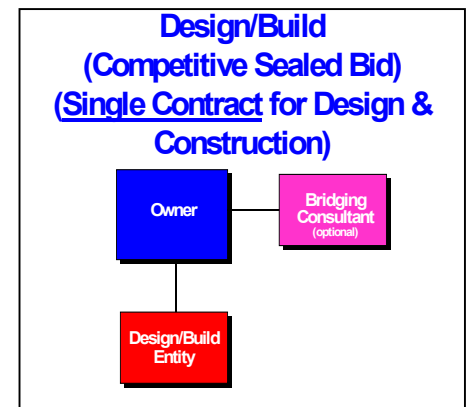 Design/Build
(Competitive Sealed Bid)
(Single Contract for Design &
Construction)
Owner
Bridging
Consultant
(optional)
Design/Build
Entity